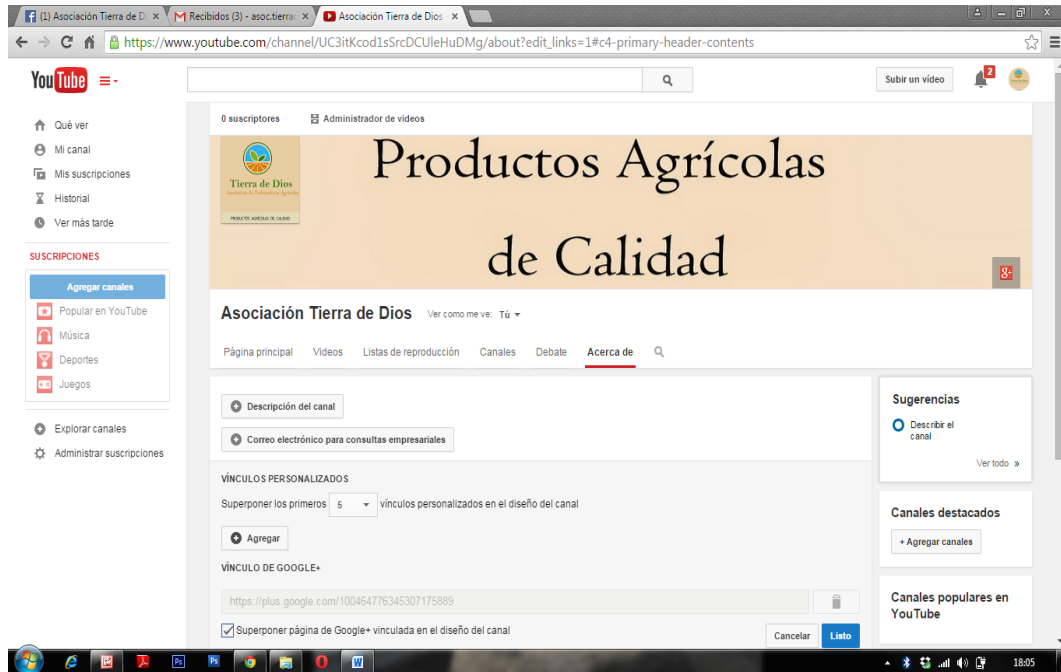 (1) Asociación Tierra de D
Recibidos (3) - asoc.tierra
Asociación Tierra de Dios
https://www.youtube.com/channel/UC3itKcod1sSrcDCUleHuDMg/about?edit_links=1#c4-primary-header-contents
YouTube
Subir un vídeo
2
Qué ver
Mi canal
Mis suscripciones
Historial
Ver más tarde
SUSCRIPCIONES
Agregar canales
Popular en YouTube
Música
Deportes
Juegos
Explorar canales
Administrar suscripciones
0 suscriptores
Administrador de videos
Tierra de Dios
PRODUCTOS AGRÍCOLAS DE CALIDAD
Productos Agrícolas
de Calidad
Asociación Tierra de Dios Ver como me ve: Tú
Página principal Videos Listas de reproducción Canales Debate Acerca de
Descripción del canal
Correo electrónico para consultas empresariales
VÍNCULOS PERSONALIZADOS
Superponer los primeros 5 vínculos personalizados en el diseño del canal
Agregar
VÍNCULO DE GOOGLE+
https://plus.google.com/100464776345307175889
Superponer página de Google+ vinculada en el diseño del canal
Cancelar Listo
Sugerencias
Describir el
canal
Ver todo »
Canales destacados
+ Agregar canales
Canales populares en
YouTube
18:05